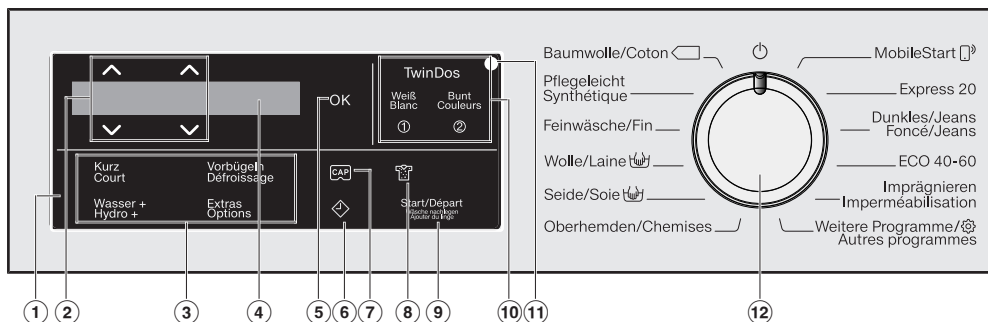 TwinDos
Weiß
Blanc
Bunt
Couleurs
①
②
OK
Kurz
Court
Vorbügeln
Défroissage
Wasser +
Hydro +
Extras
Options
CAP
Start/Départ
Wäsche nachlegen
Ajouter du linge
Baumwolle/Coton
Pflegeleicht
Synthétique
Feinwäsche/Fin
Wolle/Laine
Seide/Soie
Oberhemden/Chemises
MobileStart
Express 20
Dunkles/Jeans
Foncé/Jeans
ECO 40-60
Imprägnieren
Imperméabilisation
Weitere Programme/
Autres programmes
① ② ③ ④ ⑤ ⑥ ⑦ ⑧ ⑨ ⑩ ⑪ ⑫